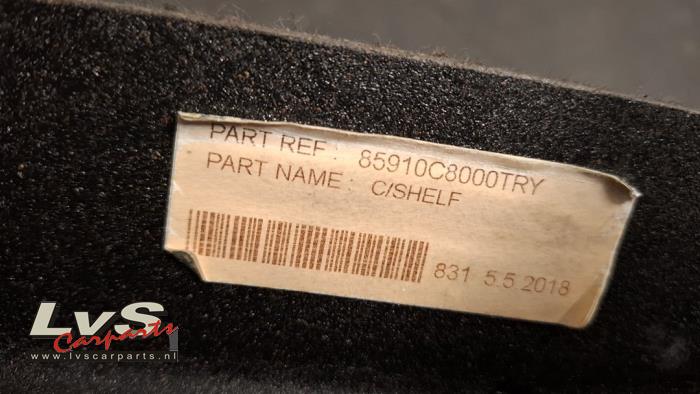 PART REF : 85910C8000TRY
PART NAME : C/SHELF
831 5.5.2018
LvS
Carparts
www.lvscarparts.nl